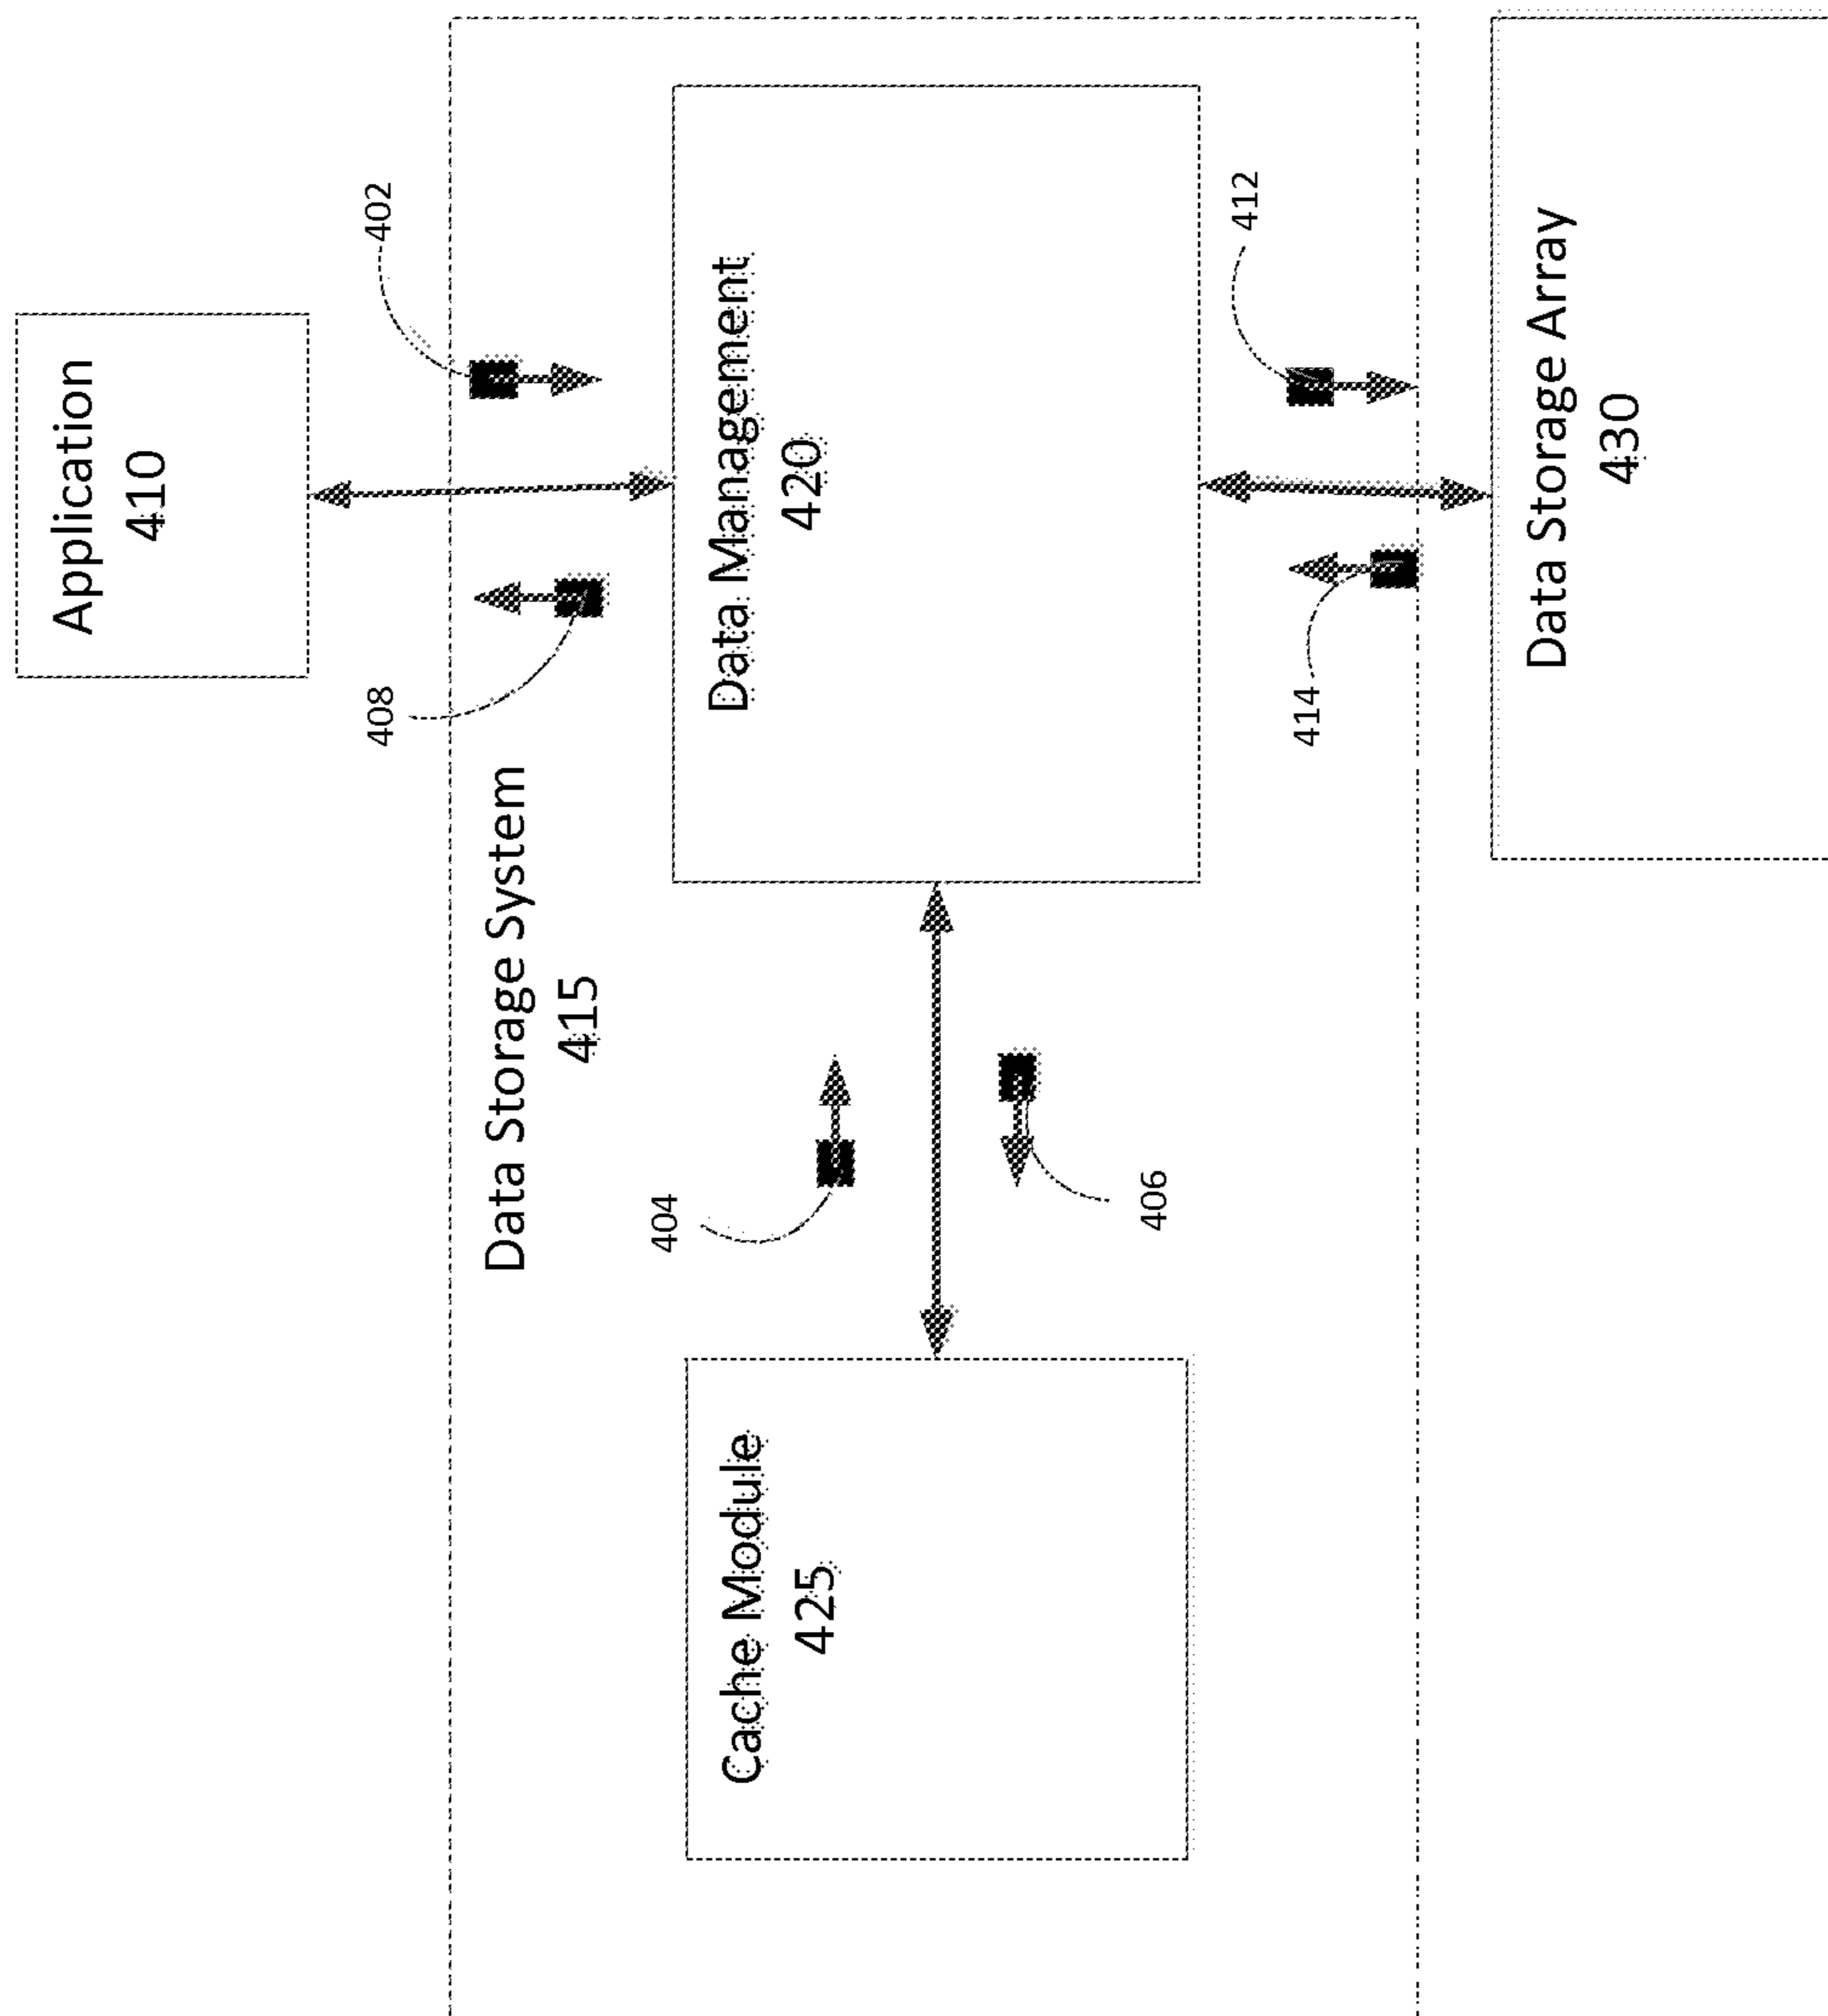 Application
410
402
408
Data Storage System
415
Data Management
420
404
406
Cache Module
425
412
414
Data Storage Array
430